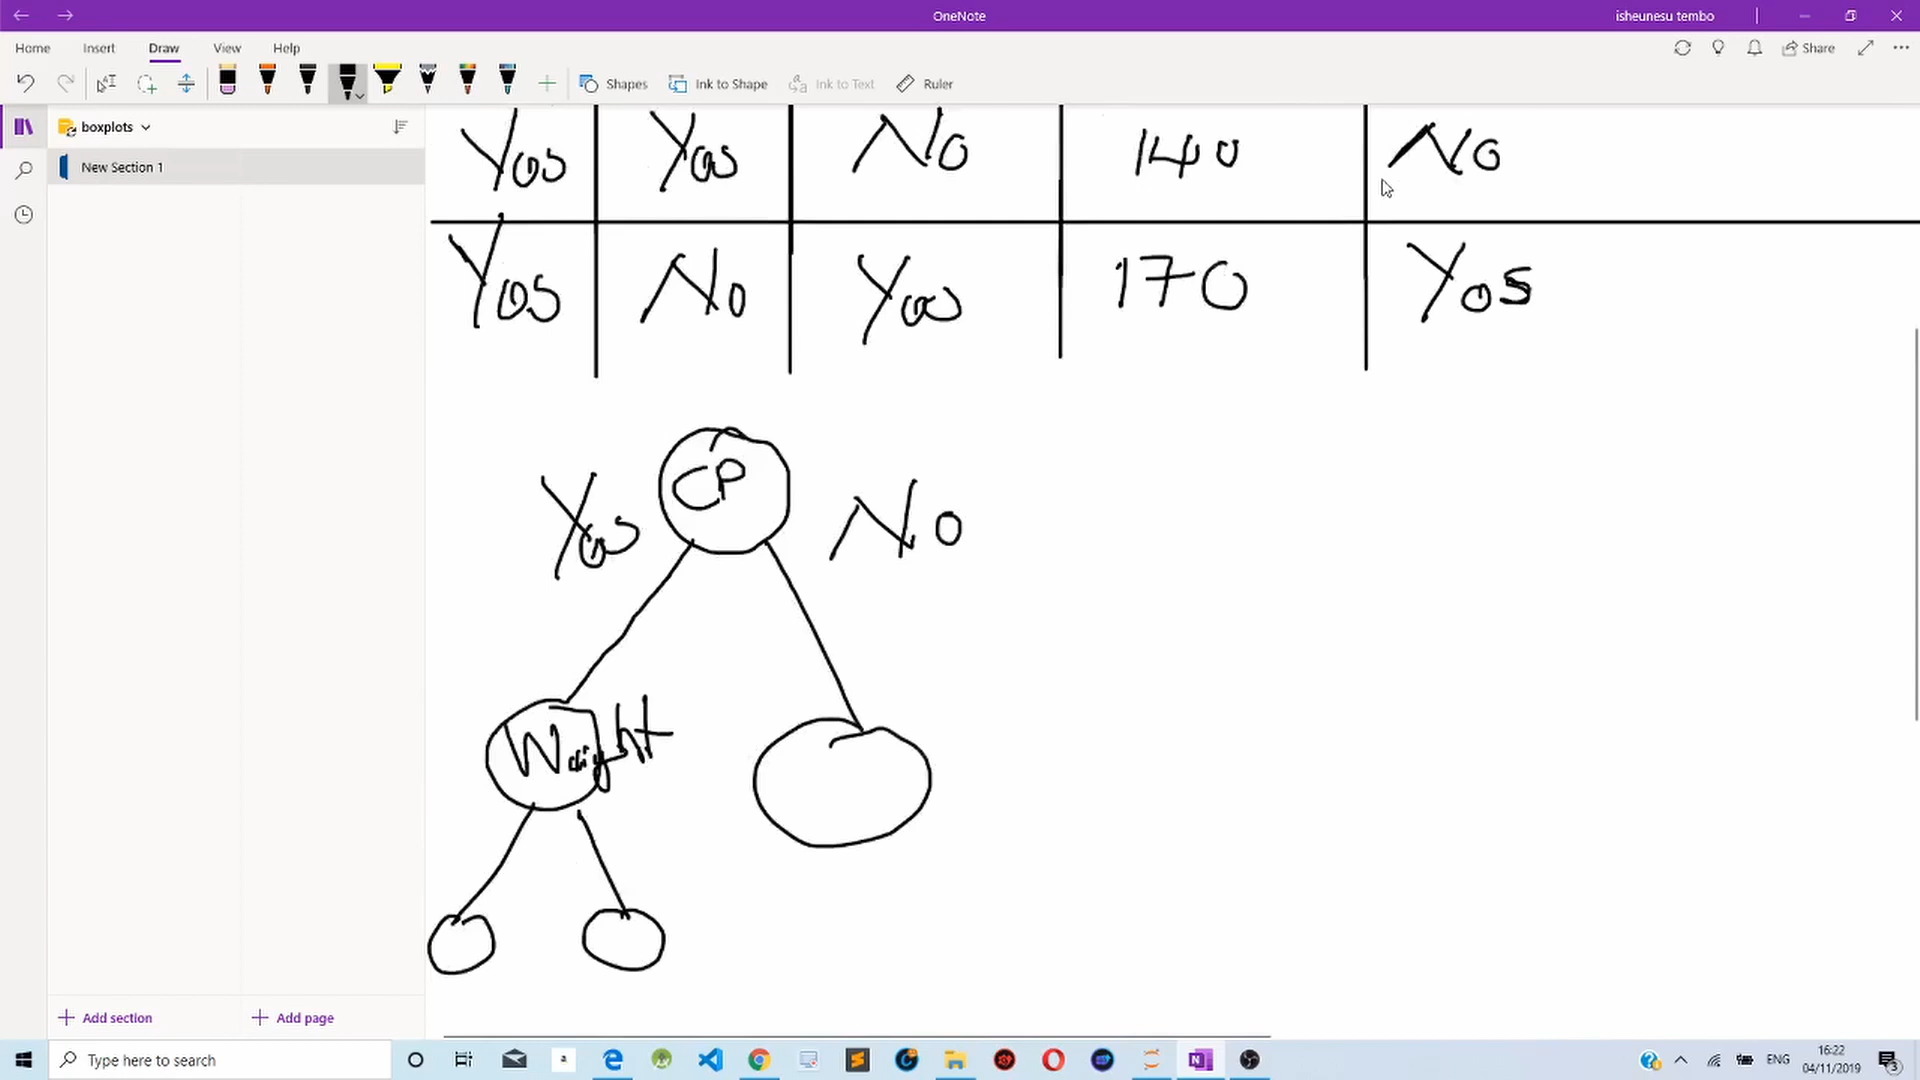 OneNote
isheunesu tembo
Home Insert Draw View Help
Share
Shapes Ink to Shape Ink to Text Ruler
boxplots
New Section 1
Yes Yes No 140 No
Yes No Yes 170 Yes
CP
Yes No
Weight
Add section Add page
Type here to search
ENG
16:22
04/11/2019
3